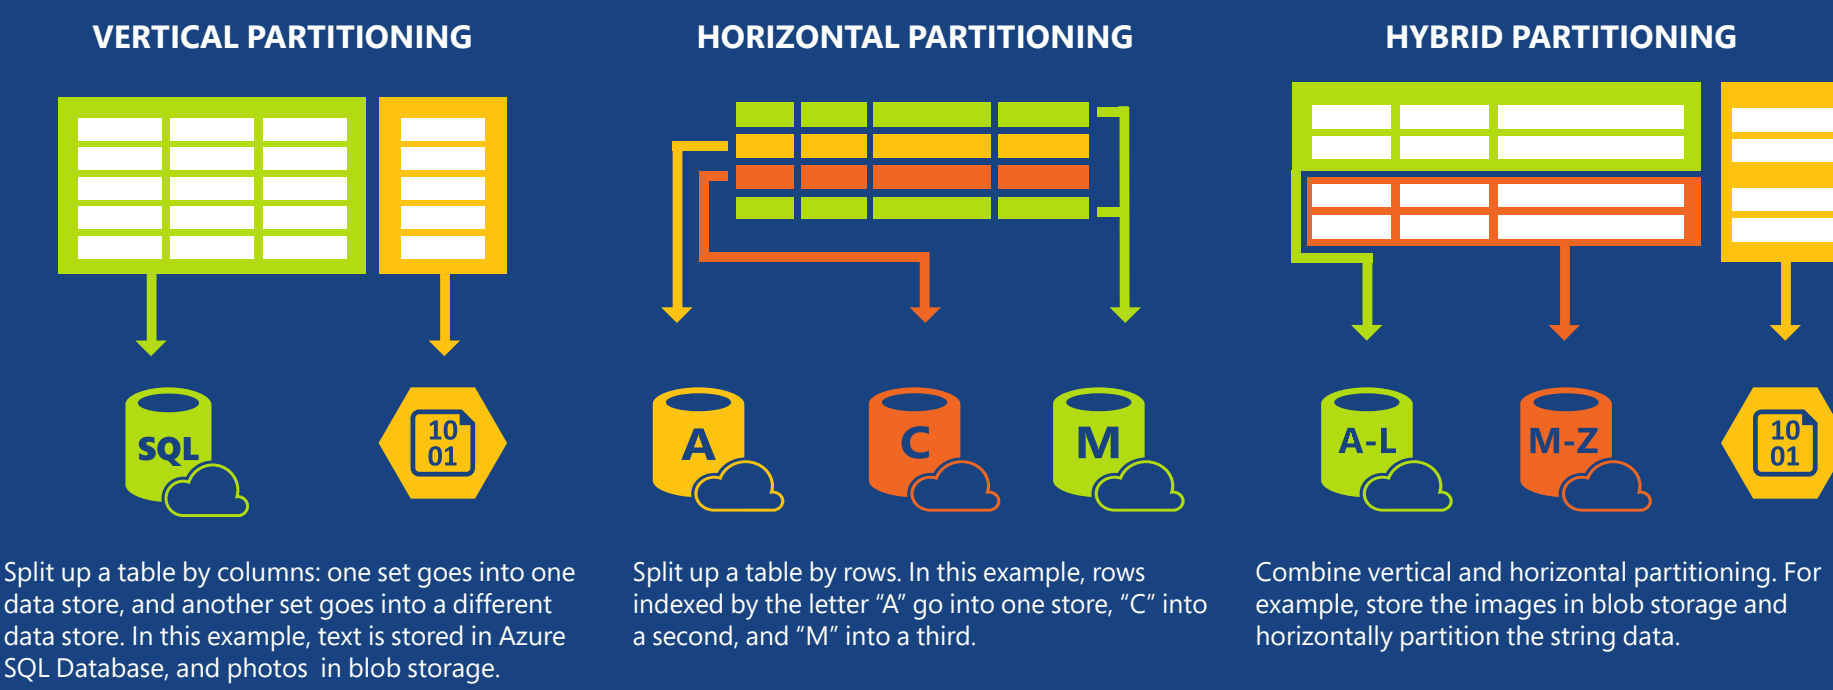 VERTICAL PARTITIONING
SQL
10
01
Split up a table by columns: one set goes into one
data store, and another set goes into a different
data store. In this example, text is stored in Azure
SQL Database, and photos  in blob storage.
HORIZONTAL PARTITIONING
A
C
M
Split up a table by rows. In this example, rows
indexed by the letter “A” go into one store, “C” into
a second, and “M” into a third.
HYBRID PARTITIONING
A-L
M-Z
10
01
Combine vertical and horizontal partitioning. For
example, store the images in blob storage and
horizontally partition the string data.